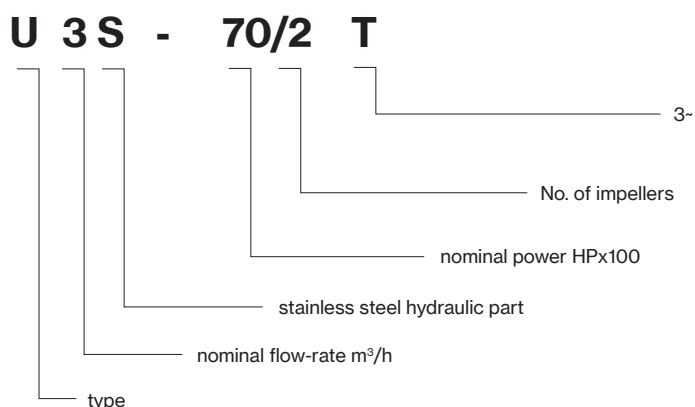 U 3 S - 70/2 T
3~
No. of impellers
nominal power HPx100
stainless steel hydraulic part
nominal flow-rate m³/h
type